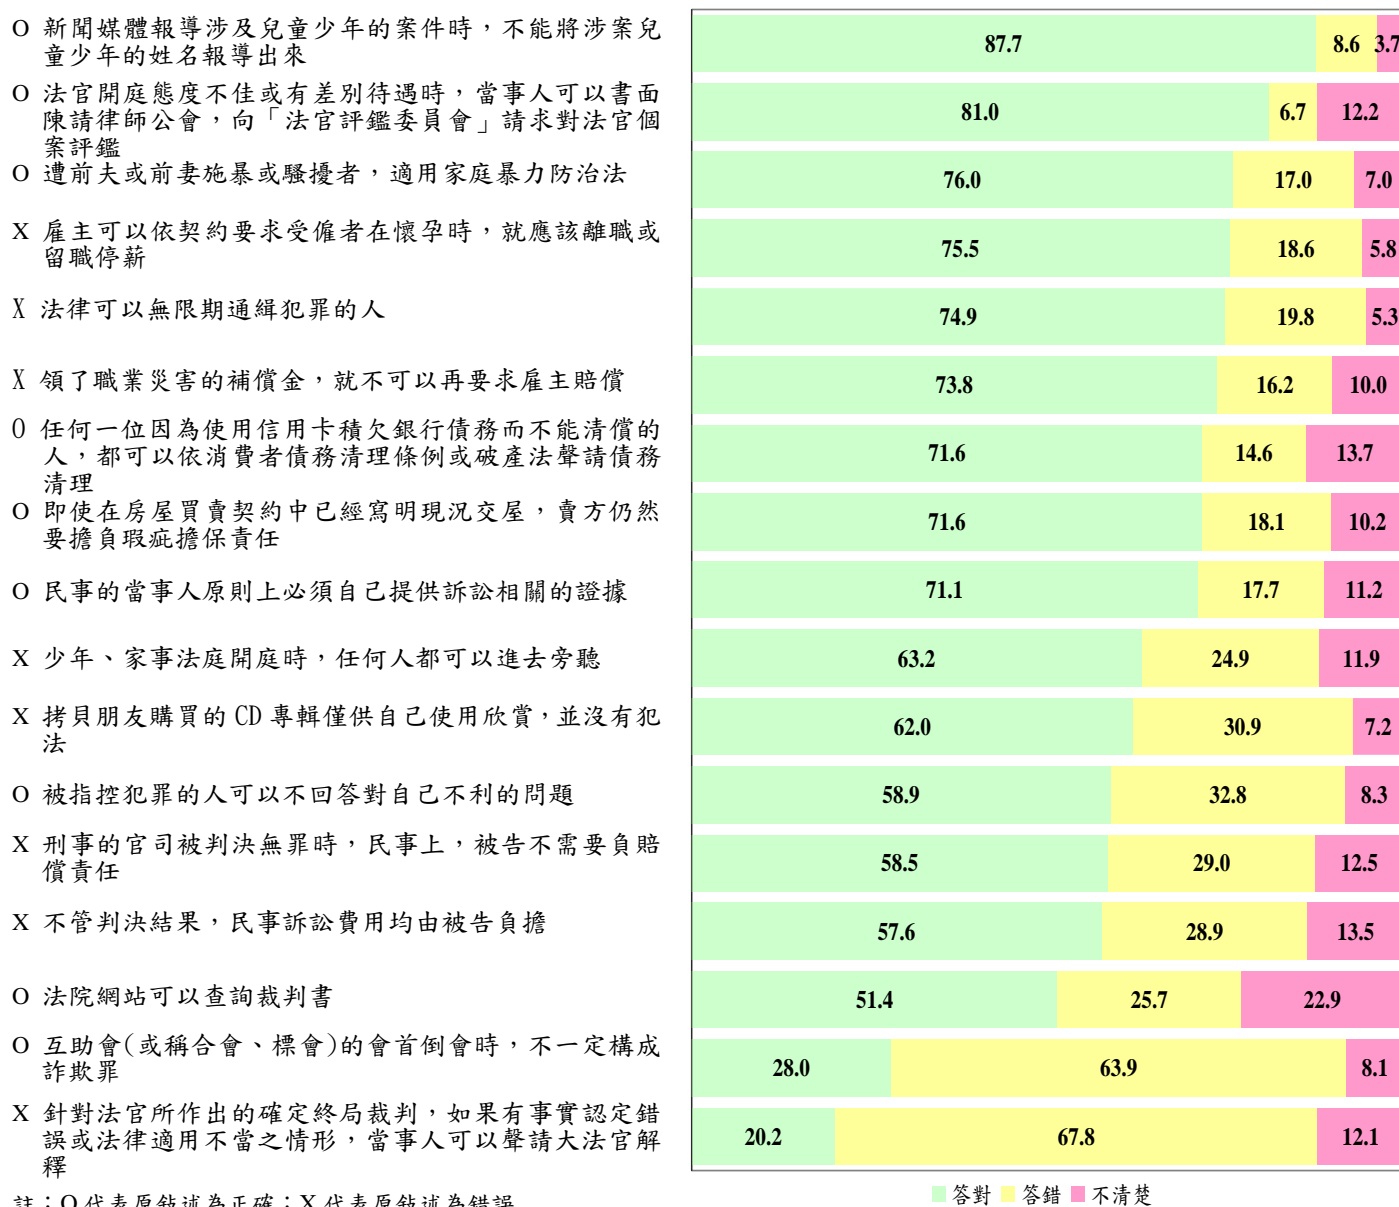 O 新聞媒體報導涉及兒童少年的案件時，不能將涉案兒
童少年的姓名報導出來
87.7 8.6 3.7
O 法官開庭態度不佳或有差別待遇時，當事人可以書面
陳請律師公會，向「法官評鑑委員會」請求對法官個
案評鑑
81.0 6.7 12.2
O 遭前夫或前妻施暴或騷擾者，適用家庭暴力防治法
76.0 17.0 7.0
X 雇主可以依契約要求受僱者在懷孕時，就應該離職或
留職停薪
75.5 18.6 5.8
X 法律可以無限期通緝犯罪的人
74.9 19.8 5.3
X 領了職業災害的補償金，就不可以再要求雇主賠償
73.8 16.2 10.0
O 任何一位因為使用信用卡積欠銀行債務而不能清償的
人，都可以依消費者債務清理條例或破產法聲請債務
清理
71.6 14.6 13.7
O 即使在房屋買賣契約中已經寫明現況交屋，賣方仍然
要擔負瑕疵擔保責任
71.6 18.1 10.2
O 民事的當事人原則上必須自己提供訴訟相關的證據
71.1 17.7 11.2
X 少年、家事法庭開庭時，任何人都可以進去旁聽
63.2 24.9 11.9
X 拷貝朋友購買的 CD 專輯僅供自己使用欣賞，並沒有犯
法
62.0 30.9 7.2
O 被指控犯罪的人可以不回答對自己不利的問題
58.9 32.8 8.3
X 刑事的官司被判決無罪時，民事上，被告不需要負賠
償責任
58.5 29.0 12.5
X 不管判決結果，民事訴訟費用均由被告負擔
57.6 28.9 13.5
O 法院網站可以查詢裁判書
51.4 25.7 22.9
O 互助會(或稱合會、標會)的會首倒會時，不一定構成
詐欺罪
28.0 63.9 8.1
X 針對法官所作出的確定終局裁判，如果有事實認定錯
誤或法律適用不當之情形，當事人可以聲請大法官解
釋
20.2 67.8 12.1
答對 答錯 不清楚
註：O 代表原敘述為正確；X 代表原敘述為錯誤